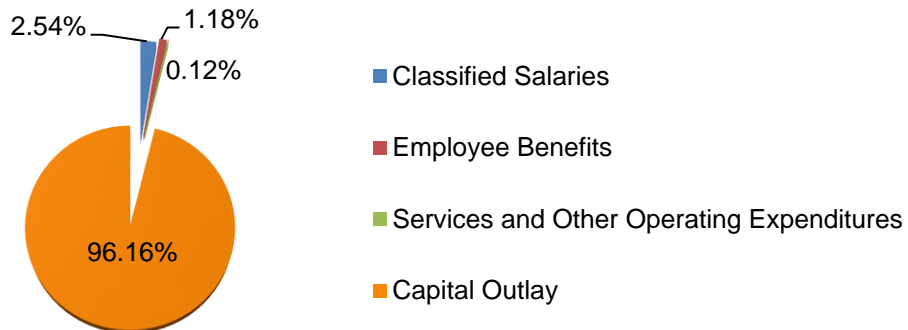 2.54%
1.18%
0.12%
96.16%
Classified Salaries
Employee Benefits
Services and Other Operating Expenditures
Capital Outlay